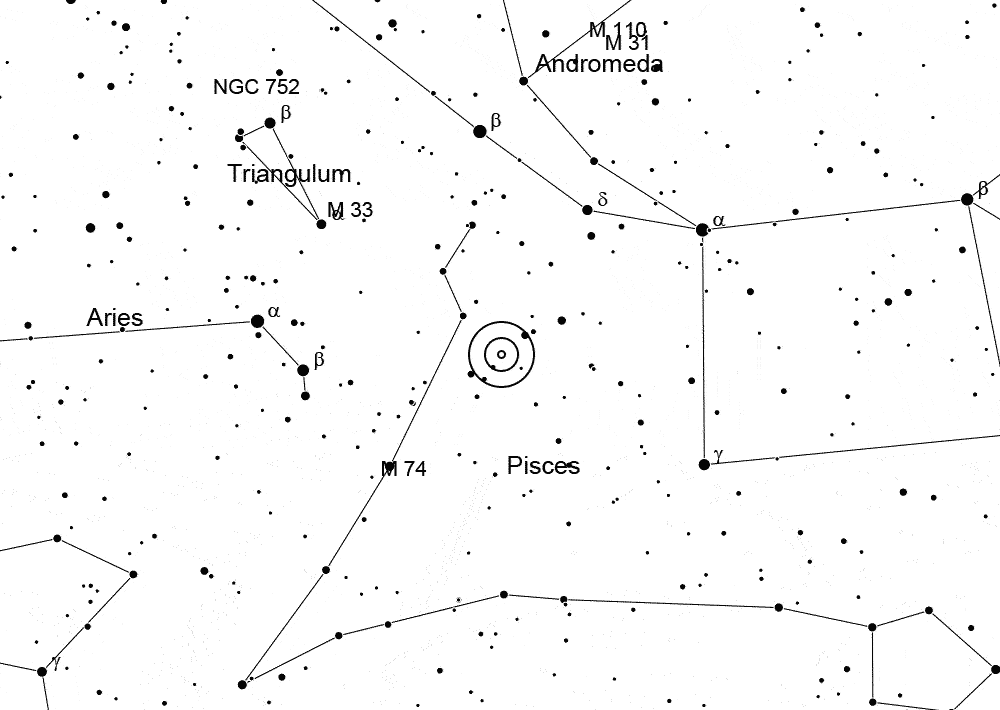 M 110
M 31
Andromeda
NGC 752
β
β
Triangulum
β
δ
M 33
α
α
Aries
α
β
γ
Pisces
M 74
γ